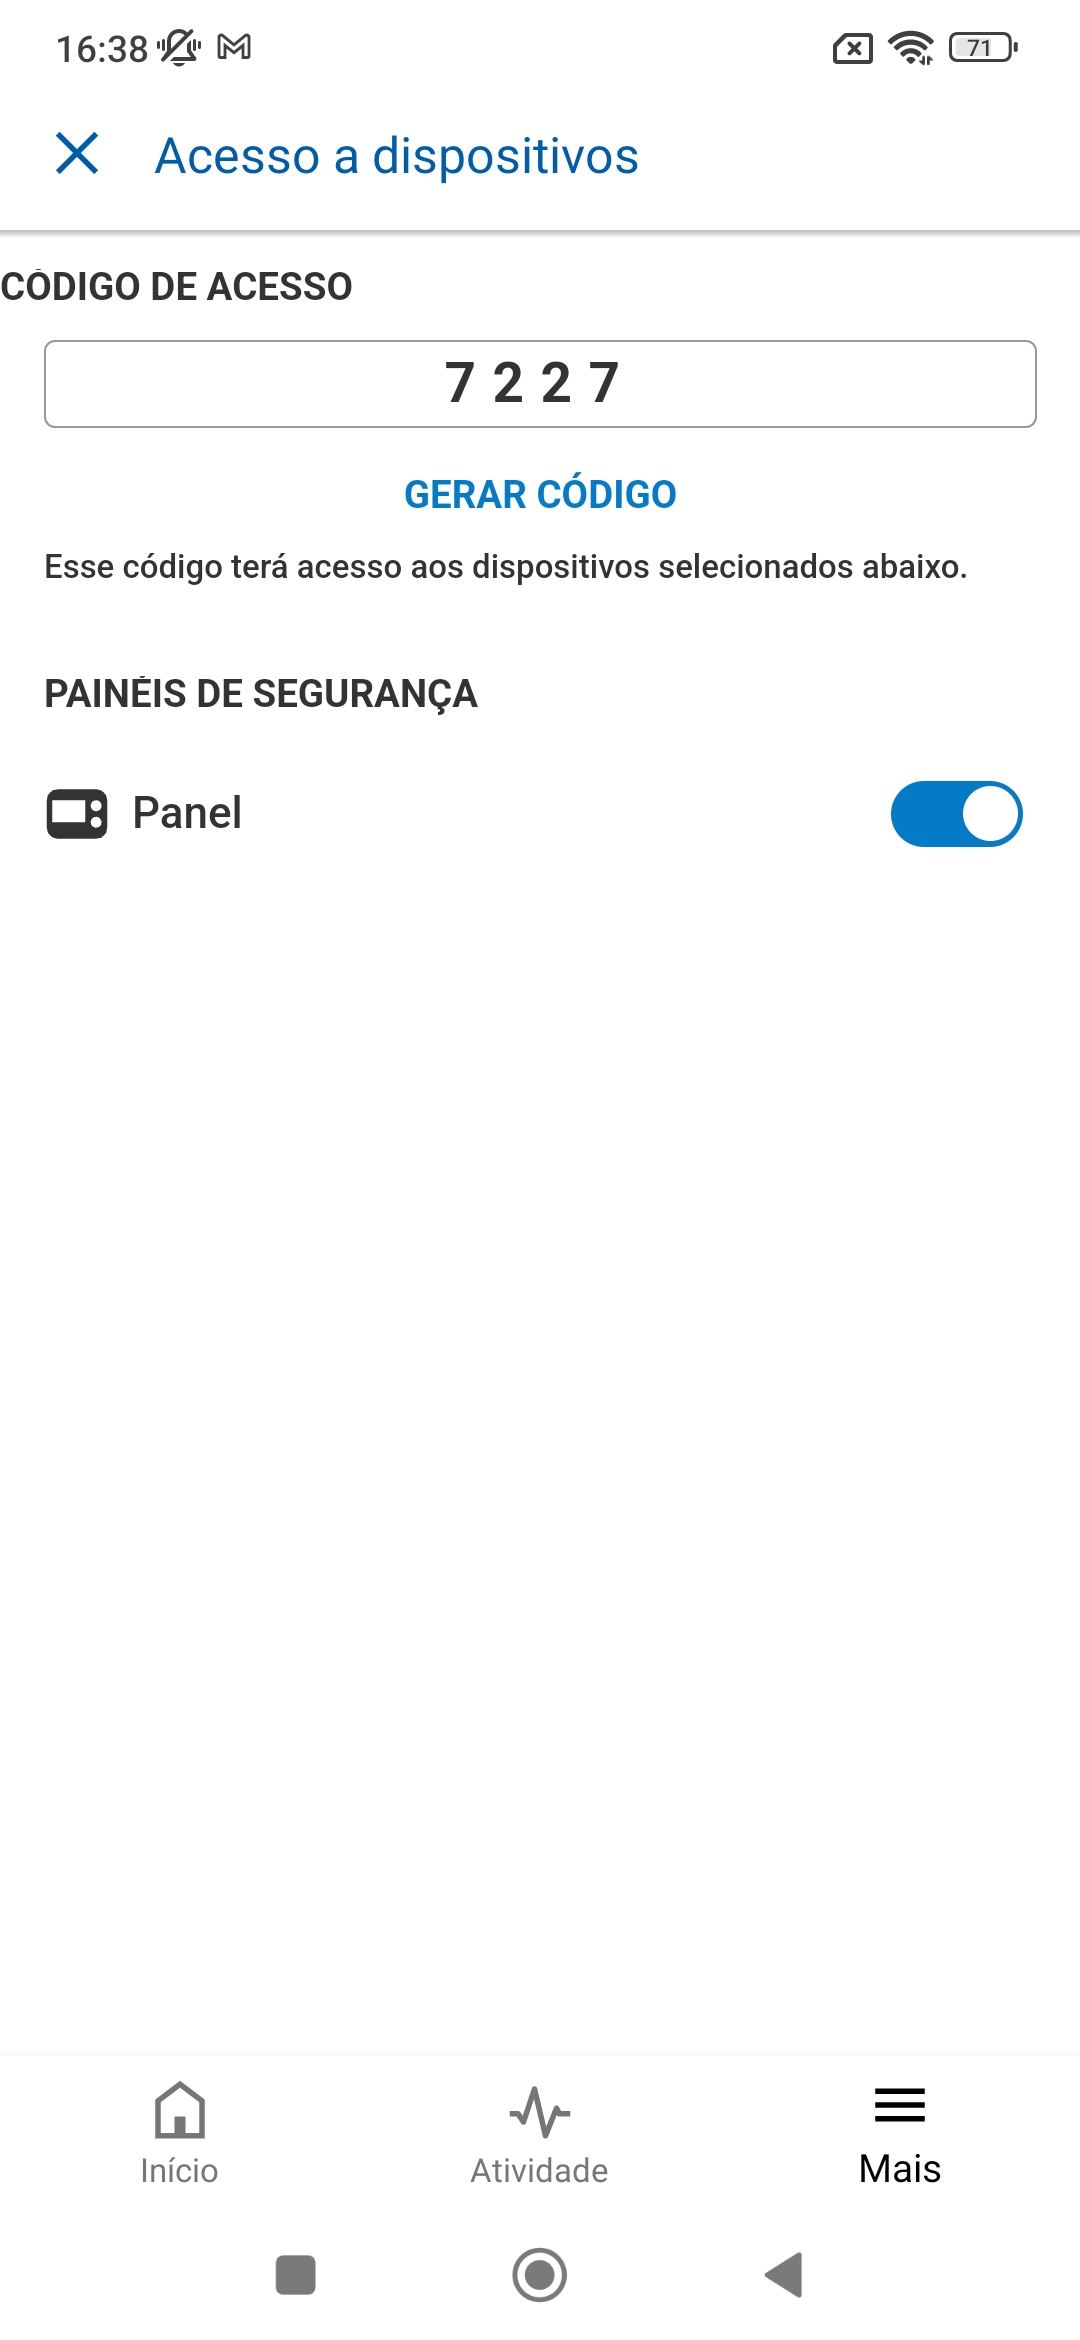 16:38
71
Acesso a dispositivos
CÓDIGO DE ACESSO
7 2 2 7
GERAR CÓDIGO
Esse código terá acesso aos dispositivos selecionados abaixo.
PAINÉIS DE SEGURANÇA
Panel
Início
Atividade
Mais